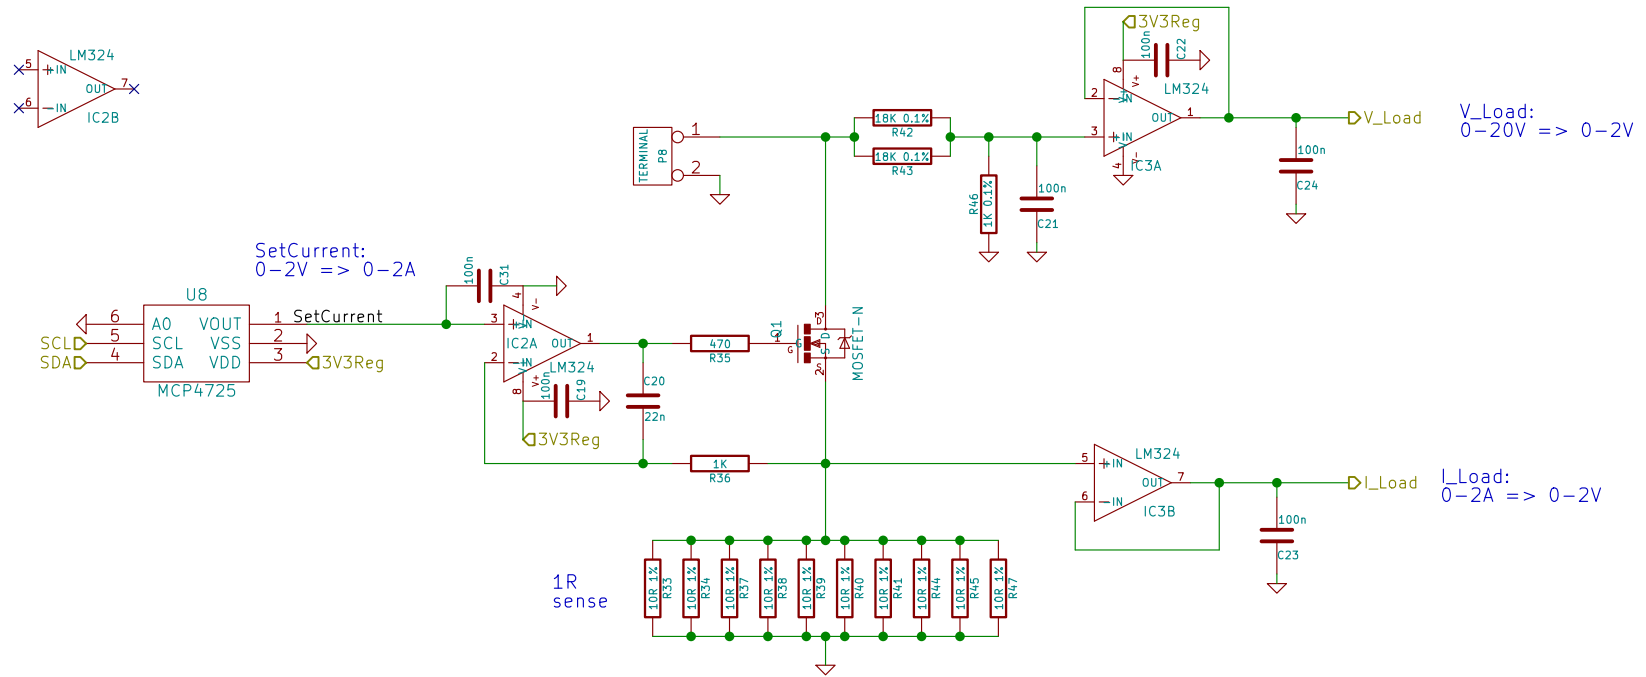 LM324
5
+IN
7
OUT
6
-IN
IC2B
3V3Reg
100n
C22
8
V+
LM324
2
-IN
OUT
1
3
+IN
4
V-
IC3A
V_Load
V_Load:
0-20V => 0-2V
100n
C24
TERMINAL
P8
1
2
18K 0.1%
R42
18K 0.1%
R43
R46
1K 0.1%
100n
C21
SetCurrent:
0-2V => 0-2A
U8
6
A0
VOUT
1
SetCurrent
SCL
5
SCL
VSS
2
SDA
4
SDA
VDD
3
3V3Reg
MCP4725
100n
C31
4
V-
3
+IN
IC2A
OUT
1
2
-IN
LM324
8
V+
100n
C19
3V3Reg
C20
22n
470
R35
1K
R36
Q1
1
G
G
D
3
D
S
S
2
MOSFET-N
LM324
5
+IN
OUT
7
6
-IN
IC3B
I_Load
I_Load:
0-2A => 0-2V
100n
C23
1R
sense
10R 1%
R33
10R 1%
R34
10R 1%
R37
10R 1%
R38
10R 1%
R39
10R 1%
R40
10R 1%
R41
10R 1%
R44
10R 1%
R45
10R 1%
R47